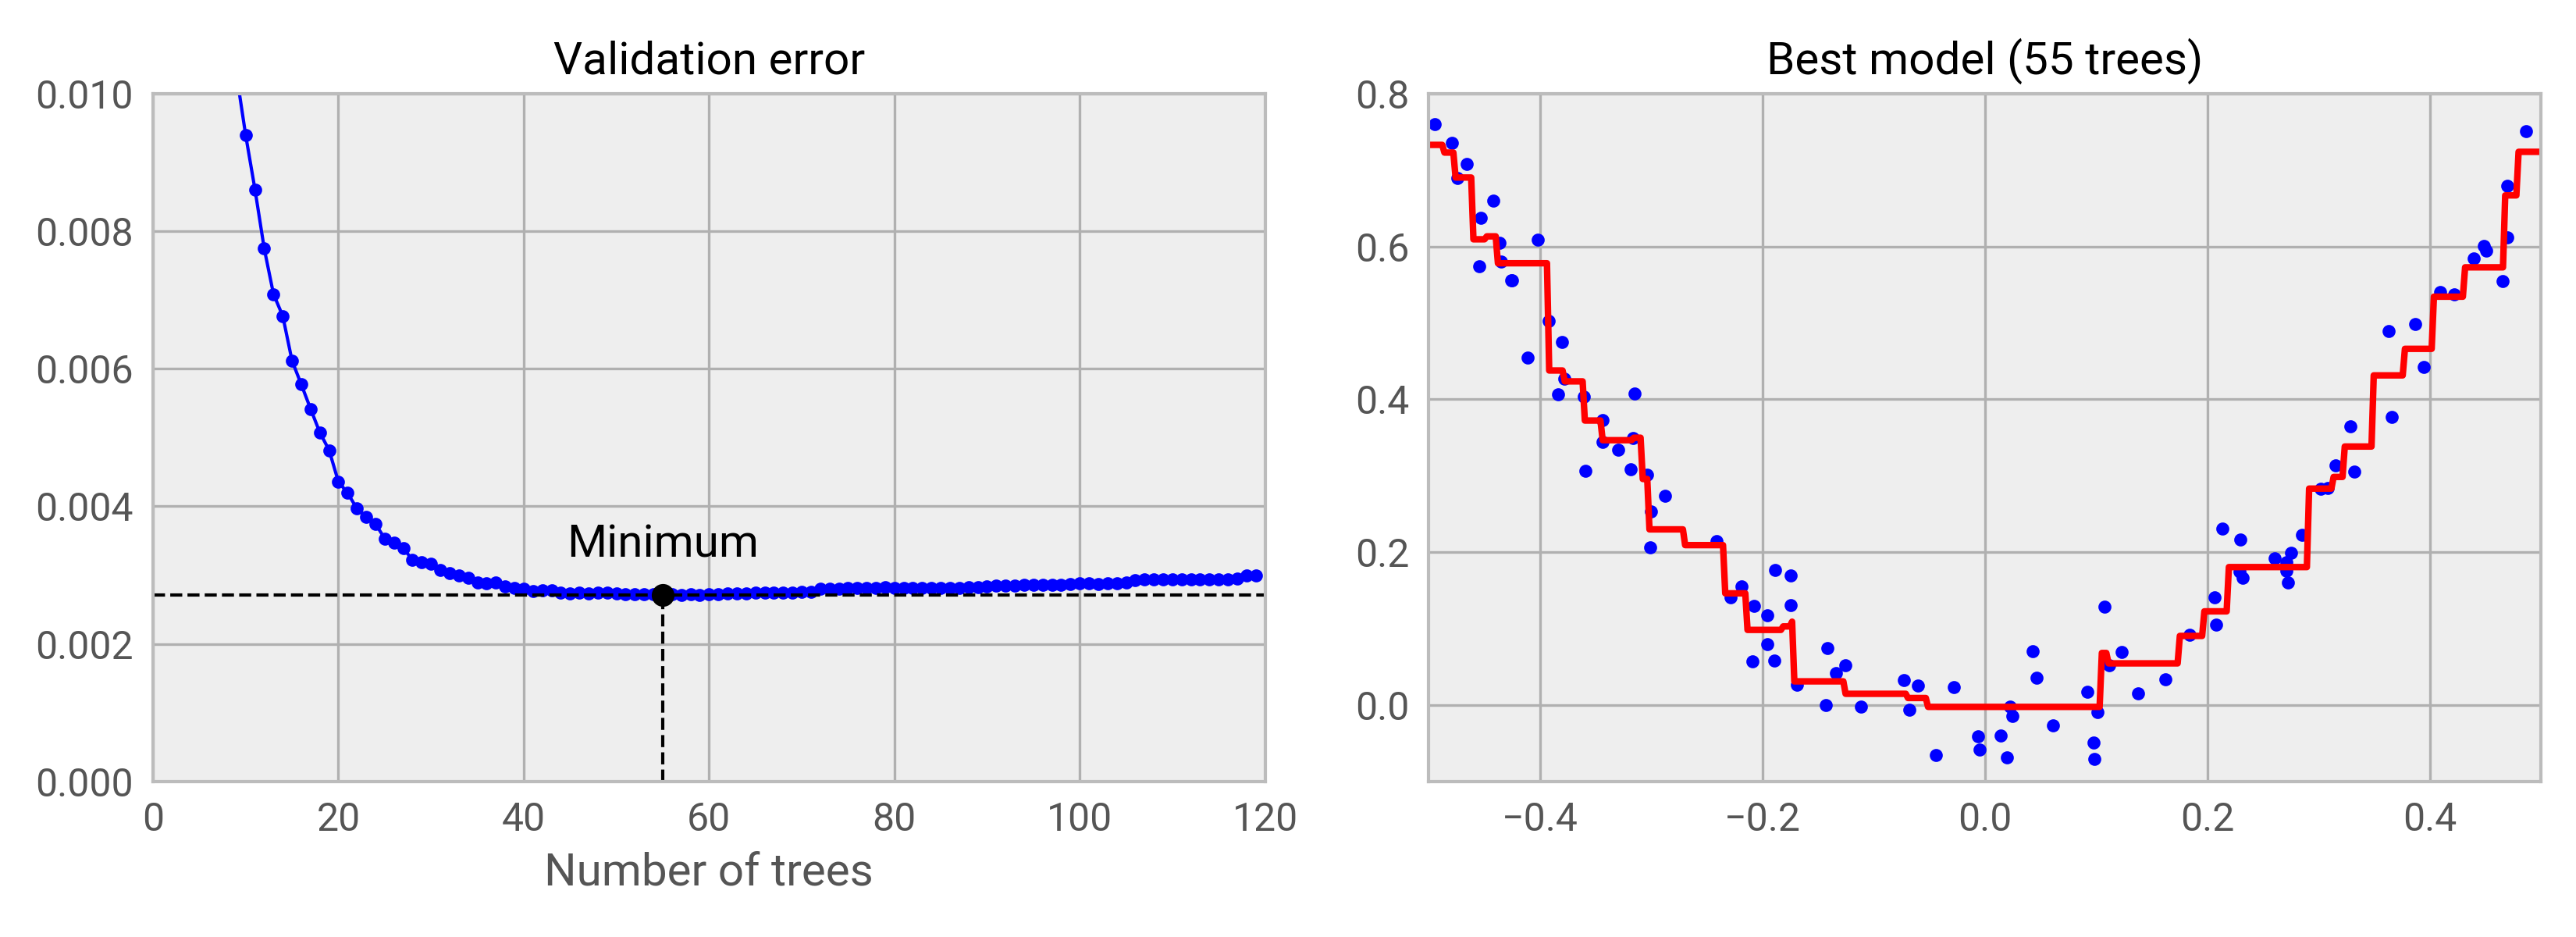 Validation error
0.010
0.008
0.006
0.004
0.002
0.000
Minimum
0 20 40 60 80 100 120
Number of trees
Best model (55 trees)
0.8
0.6
0.4
0.2
0.0
−0.4 −0.2 0.0 0.2 0.4